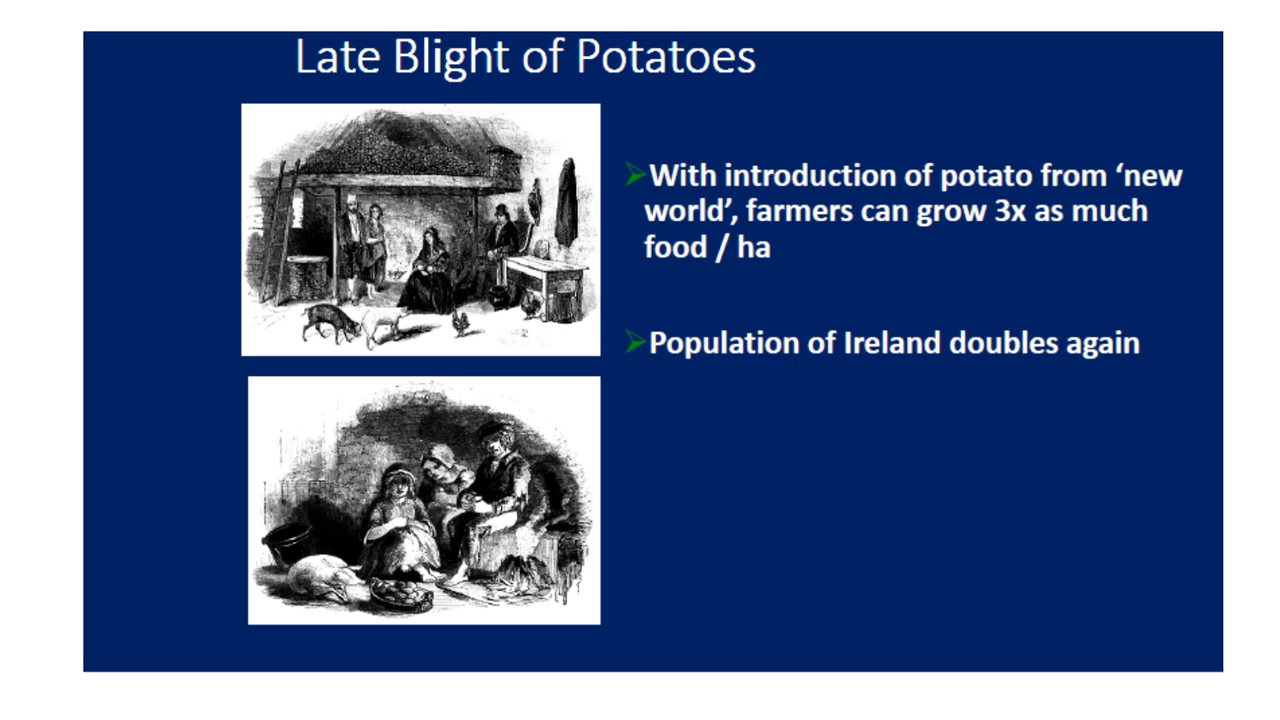 Late Blight of Potatoes
With introduction of potato from ‘new
world’, farmers can grow 3x as much
food / ha
Population of Ireland doubles again